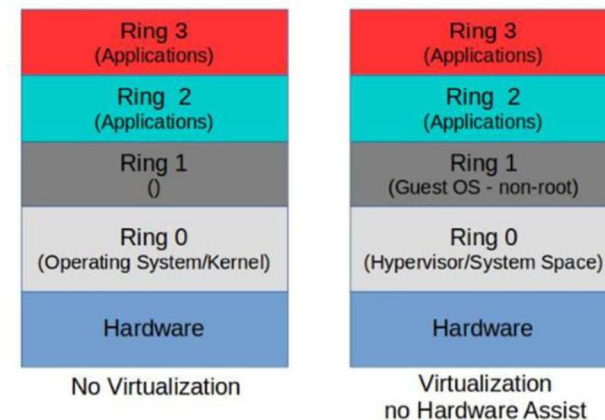 Ring 3
(Applications)
Ring 2
(Applications)
Ring 1
()
Ring 0
(Operating System/Kernel)
Hardware
No Virtualization
Ring 3
(Applications)
Ring 2
(Applications)
Ring 1
(Guest OS - non-root)
Ring 0
(Hypervisor/System Space)
Hardware
Virtualization
no Hardware Assist